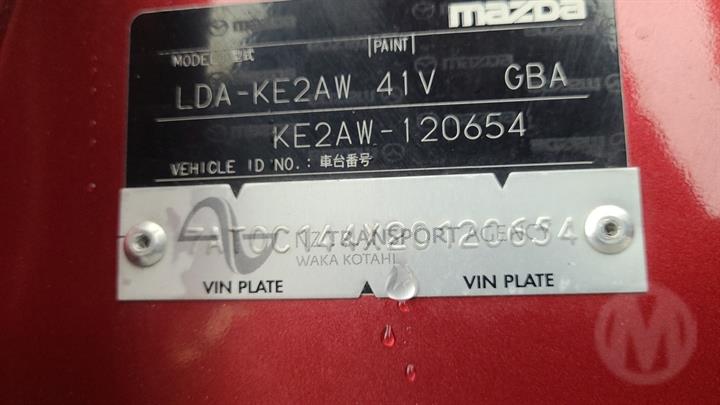 mazda
MODEL 型式 PAINT
LDA-KE2AW 41V GBA
KE2AW-120654
VEHICLE ID NO.: 車台番号
7AT0C144X20120654
NZ TRANSPORT AGENCY
WAKA KOTAHI
VIN PLATE VIN PLATE
M